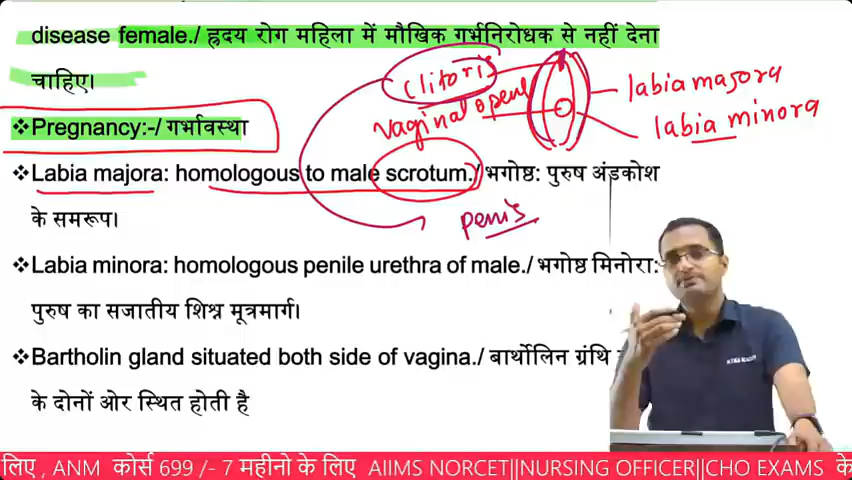 disease female./ ह्रदय रोग महिला में मौखिक गर्भनिरोधक से नहीं देना
चाहिए।
clitoris
labia majora
vaginal open
labia minora
❖Pregnancy:-/ गर्भावस्था
❖Labia majora: homologous to male scrotum./ भगोष्ठ: पुरुष अंडकोश
के समरूप।
penis
❖Labia minora: homologous penile urethra of male./ भगोष्ठ मिनोरा:
पुरुष का सजातीय शिश्न मूत्रमार्ग।
❖Bartholin gland situated both side of vagina./ बार्थोलिन ग्रंथि
के दोनों ओर स्थित होती है
लिए , ANM कोर्स 699 /- 7 महीनो के लिए AIIMS NORCET||NURSING OFFICER||CHO EXAMS के